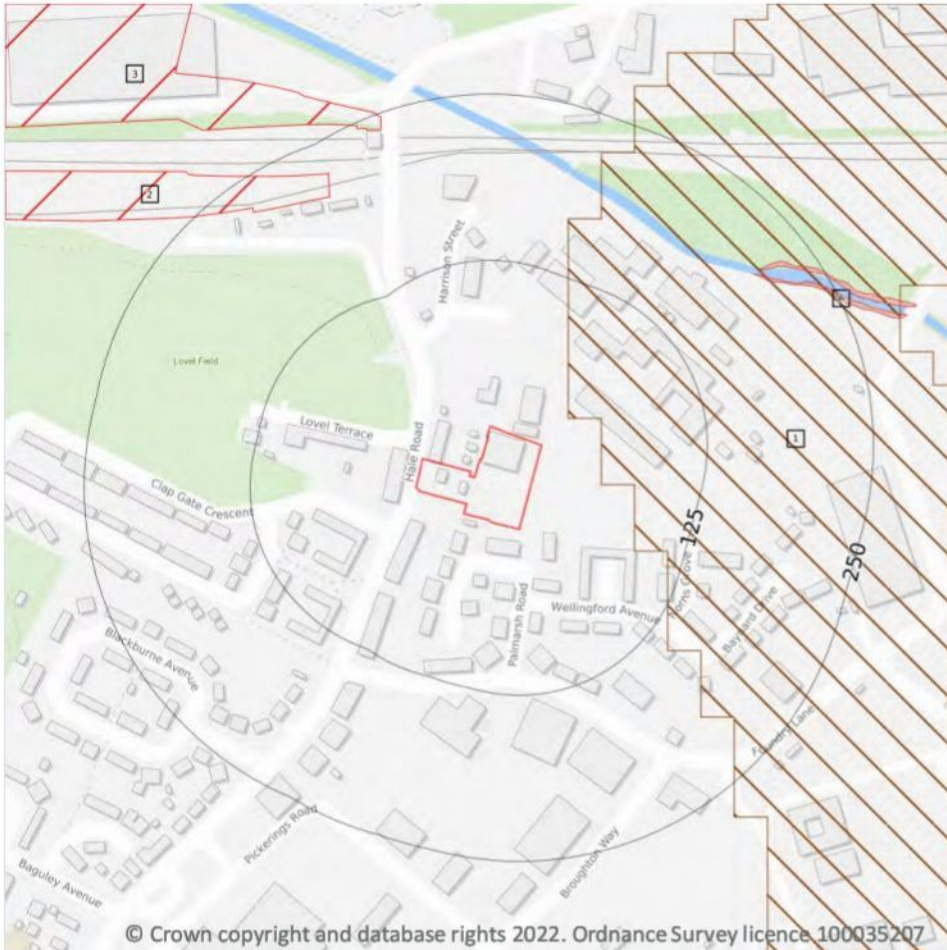 3
2
Harrison Street
Lovel Field
Lovel Terrace
Hale Road
1
Clap Gate Crescent
125
250
Wellingford Avenue
Palmarsh Road
Blackburne Avenue
Foundry Lane
Pickerings Road
Broughton Way
Baguley Avenue
© Crown copyright and database rights 2022. Ordnance Survey licence 100035207